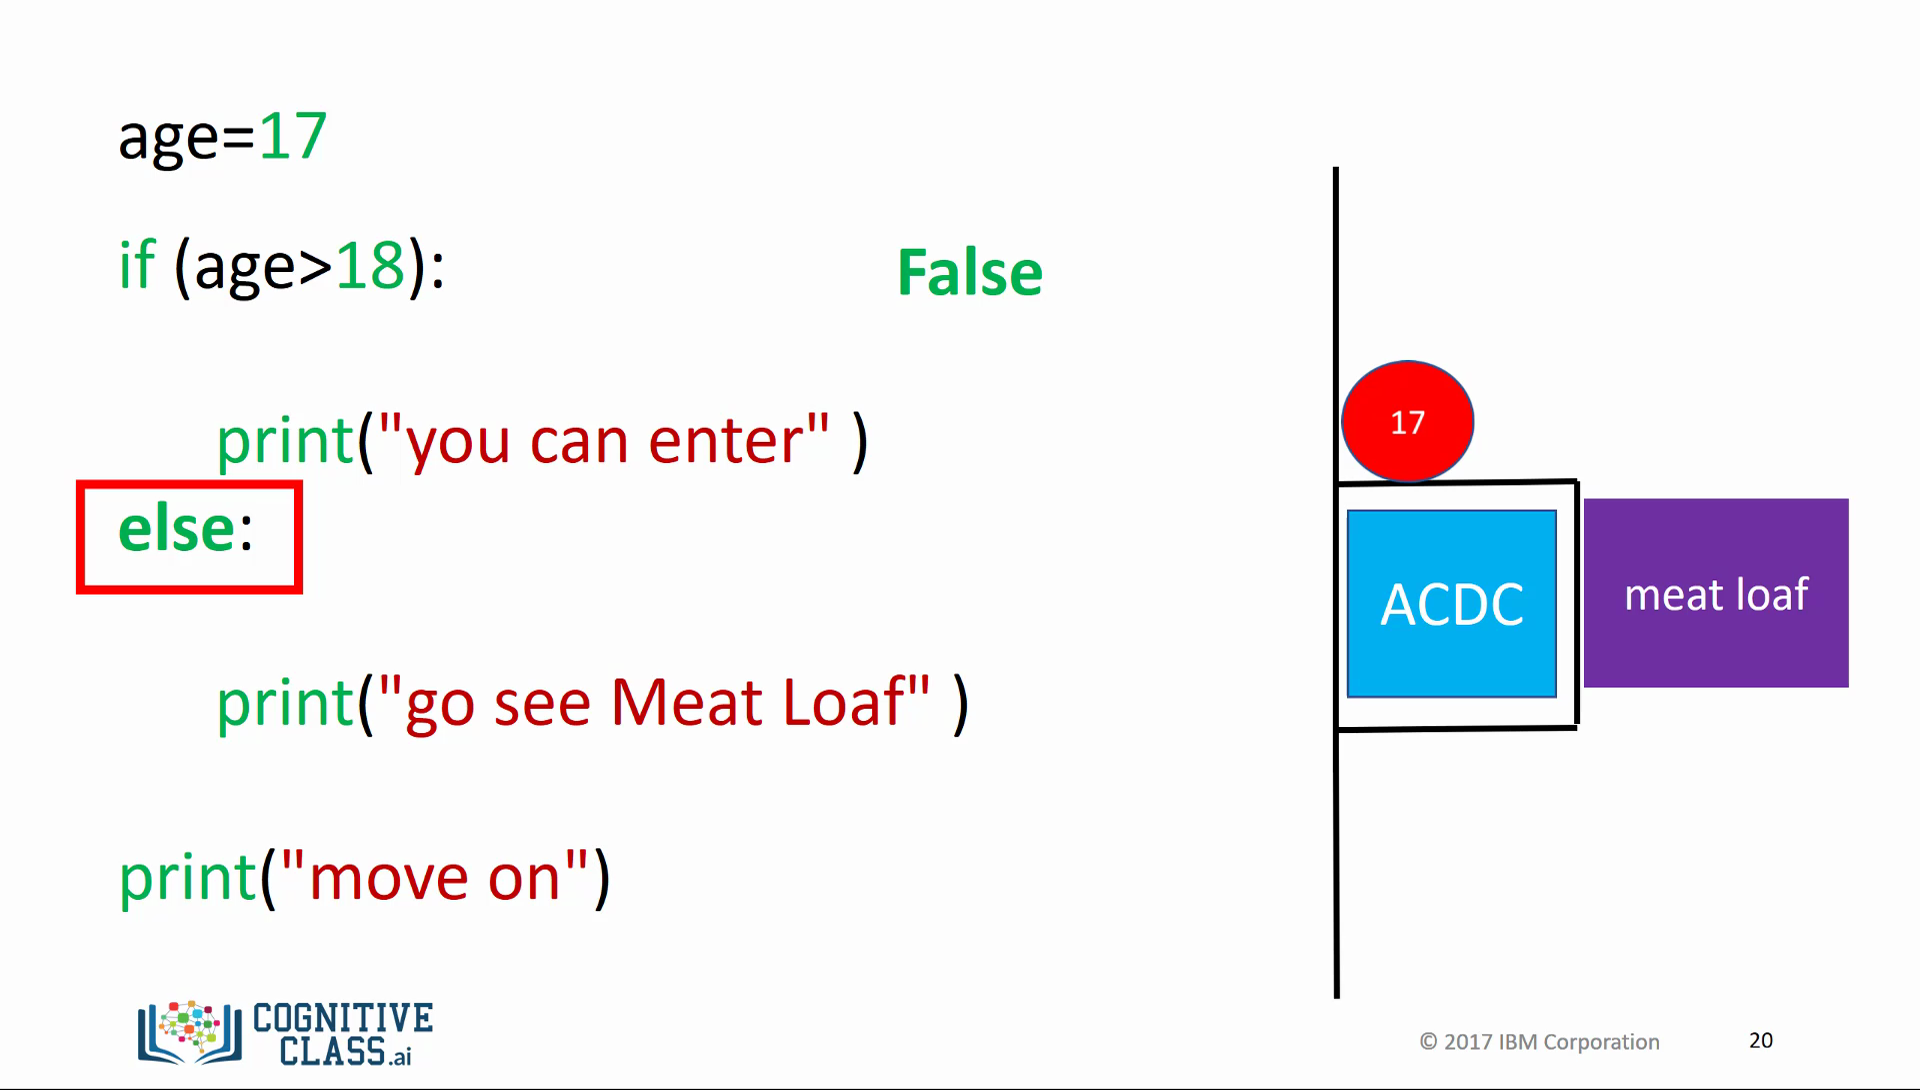 age=17
if (age>18):
False
print("you can enter" )
else:
print("go see Meat Loaf" )
print("move on")
17
ACDC
meat loaf
COGNITIVE
CLASS.ai
© 2017 IBM Corporation
20